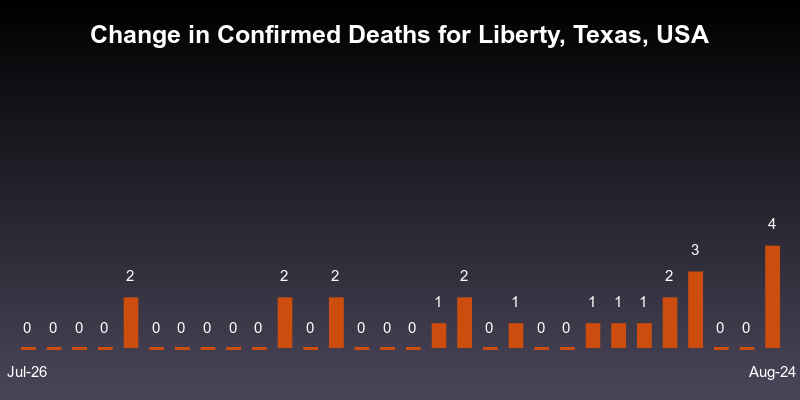 Change in Confirmed Deaths for Liberty, Texas, USA
4
3
2 2 2 2 2
1 1 1 1 1
0 0 0 0 0 0 0 0 0 0 0 0 0 0 0 0 0 0
Jul-26 Aug-24